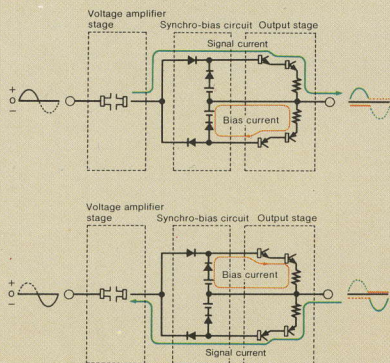 Voltage amplifier
stage
Synchro-bias circuit
Output stage
Signal current
+
o
−
Bias current
Voltage amplifier
stage
Synchro-bias circuit
Output stage
+
o
−
Bias current
Signal current